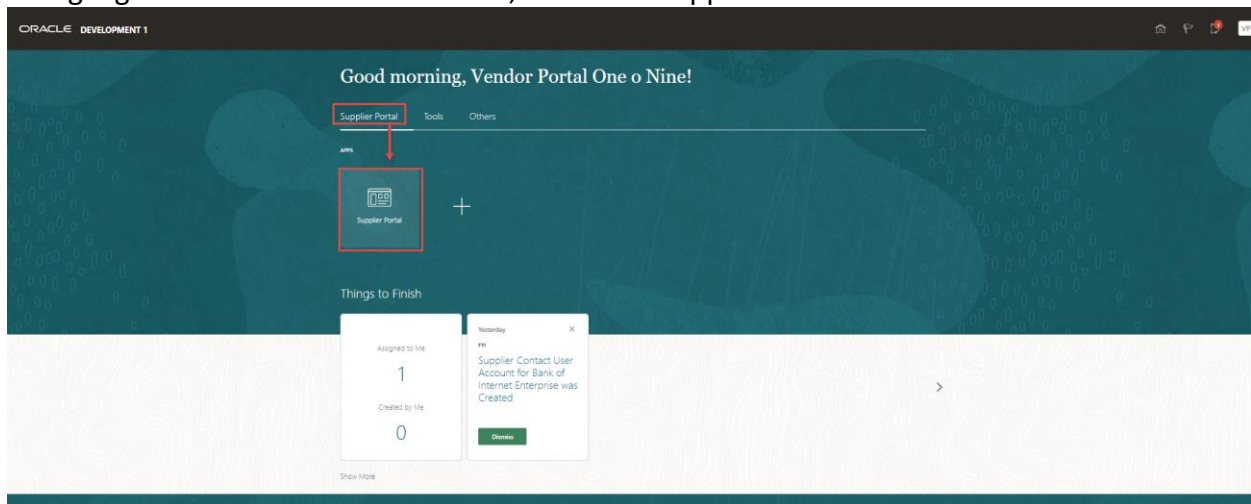 ORACLE DEVELOPMENT 1
VP
Good morning, Vendor Portal One o Nine!
Supplier Portal Tools Others
APPS
Supplier Portal
Things to Finish
Assigned to Me
1
Created by Me
0
Yesterday
FYI
Supplier Contact User
Account for Bank of
Internet Enterprise was
Created
Dismiss
Show More